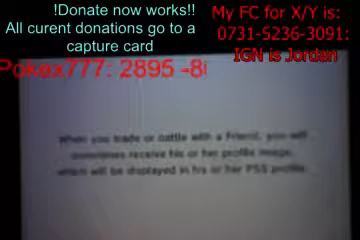 !Donate now works!!
All curent donations go to a
capture card
My FC for X/Y is:
0731-5236-3091:
IGN is Jordan
Pokex777: 2895 -8
When you trade or battle with a friend, you will
sometimes receive his or her profile image,
which will be displayed in his or her PSS profile.